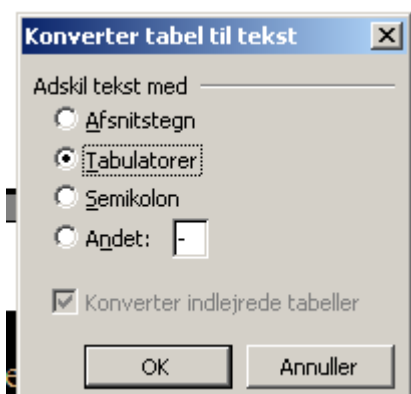 Konverter tabel til tekst
Adskil tekst med
Afsnitstegn
Tabulatorer
Semikolon
Andet: -
Konverter indlejrede tabeller
OK Annuller